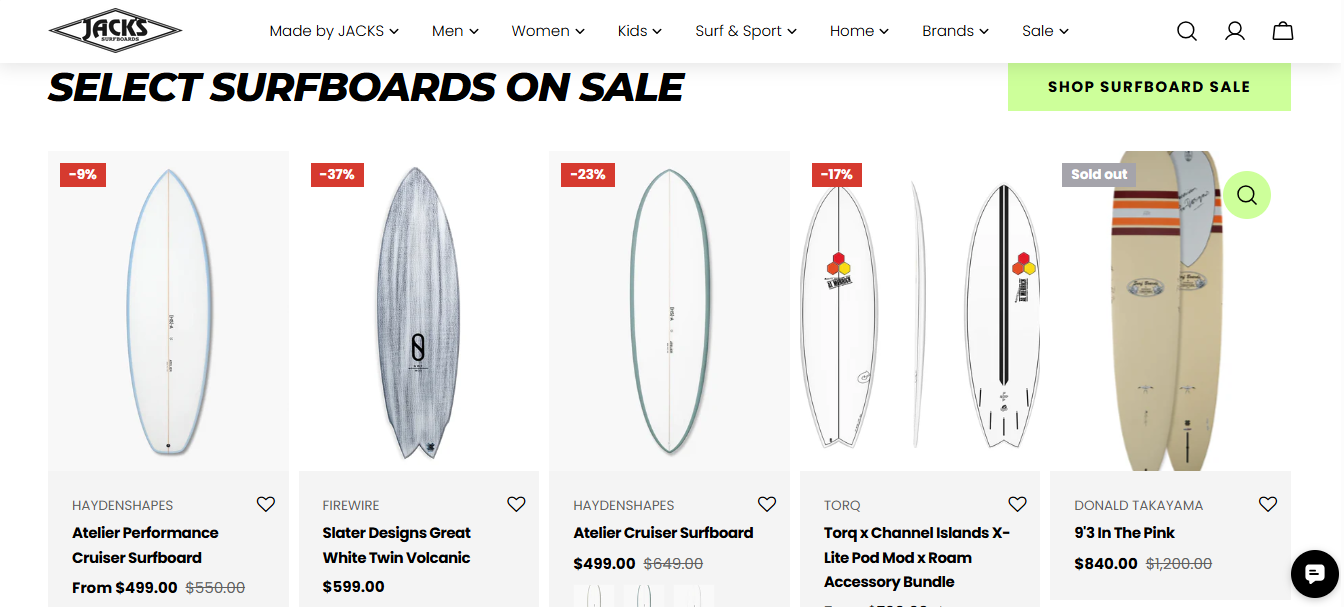 JACKS
SURFBOARDS
Made by JACKS
Men
Women
Kids
Surf & Sport
Home
Brands
Sale
SELECT SURFBOARDS ON SALE
SHOP SURFBOARD SALE
-9%
-37%
-23%
-17%
Sold out
HAYDENSHAPES
Atelier Performance
Cruiser Surfboard
From $499.00 $550.00
FIREWIRE
Slater Designs Great
White Twin Volcanic
$599.00
HAYDENSHAPES
Atelier Cruiser Surfboard
$499.00 $649.00
TORQ
Torq x Channel Islands X-
Lite Pod Mod x Roam
Accessory Bundle
DONALD TAKAYAMA
9'3 In The Pink
$840.00 $1,200.00